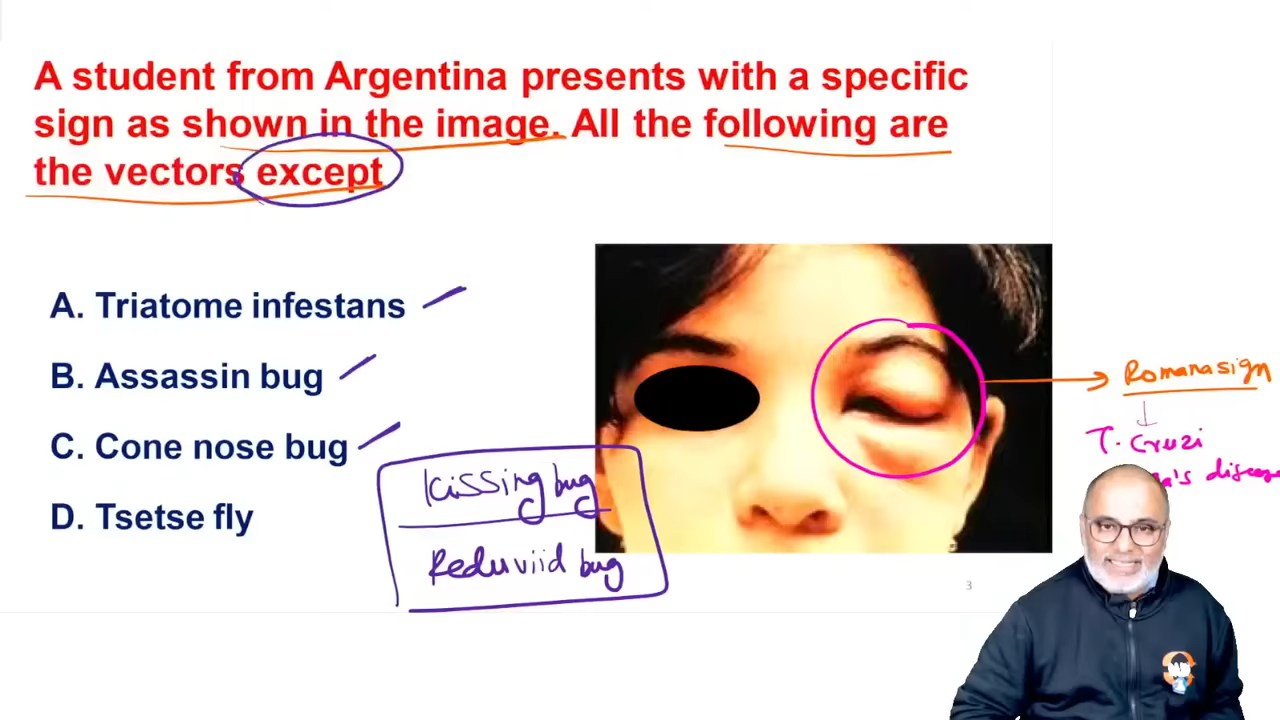 A student from Argentina presents with a specific
sign as shown in the image. All the following are
the vectors except
A. Triatome infestans
B. Assassin bug
C. Cone nose bug
D. Tsetse fly
Kissing bug
Reduviid bug
Romana sign
T. Cruzi
a's disease
3